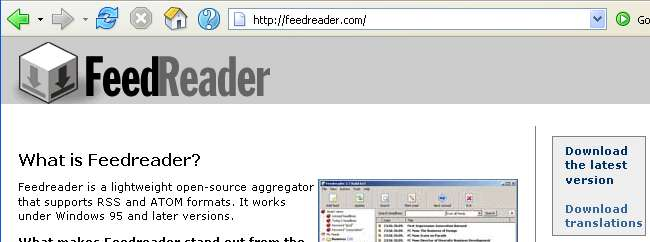 http://feedreader.com/
Go
FeedReader
What is Feedreader?
Feedreader is a lightweight open-source aggregator
that supports RSS and ATOM formats. It works
under Windows 95 and later versions.
What makes Feedreader stand out from the
Download
the latest
version
Download
translations